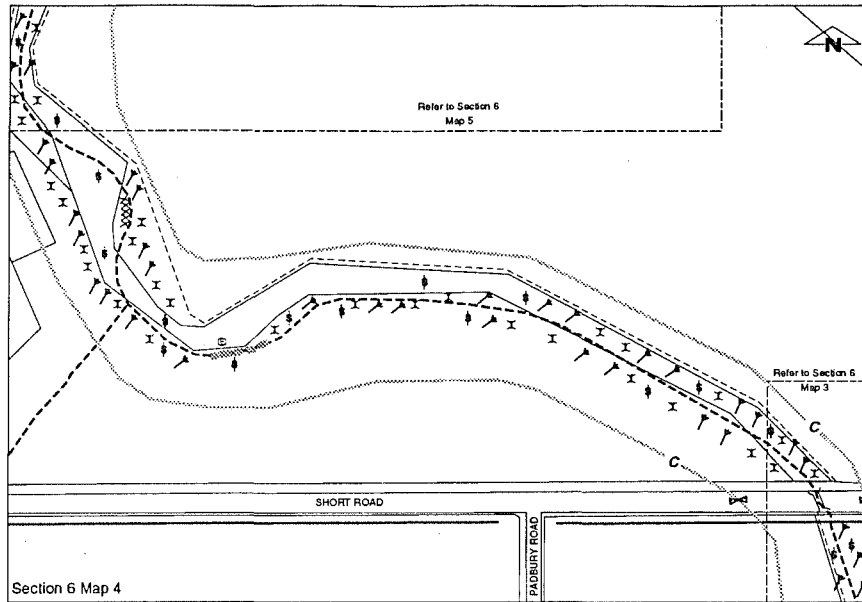 N
Refer to Section 6
Map 5
Refer to Section 6
Map 3
C
C
SHORT ROAD
PADBURY ROAD
Section 6 Map 4